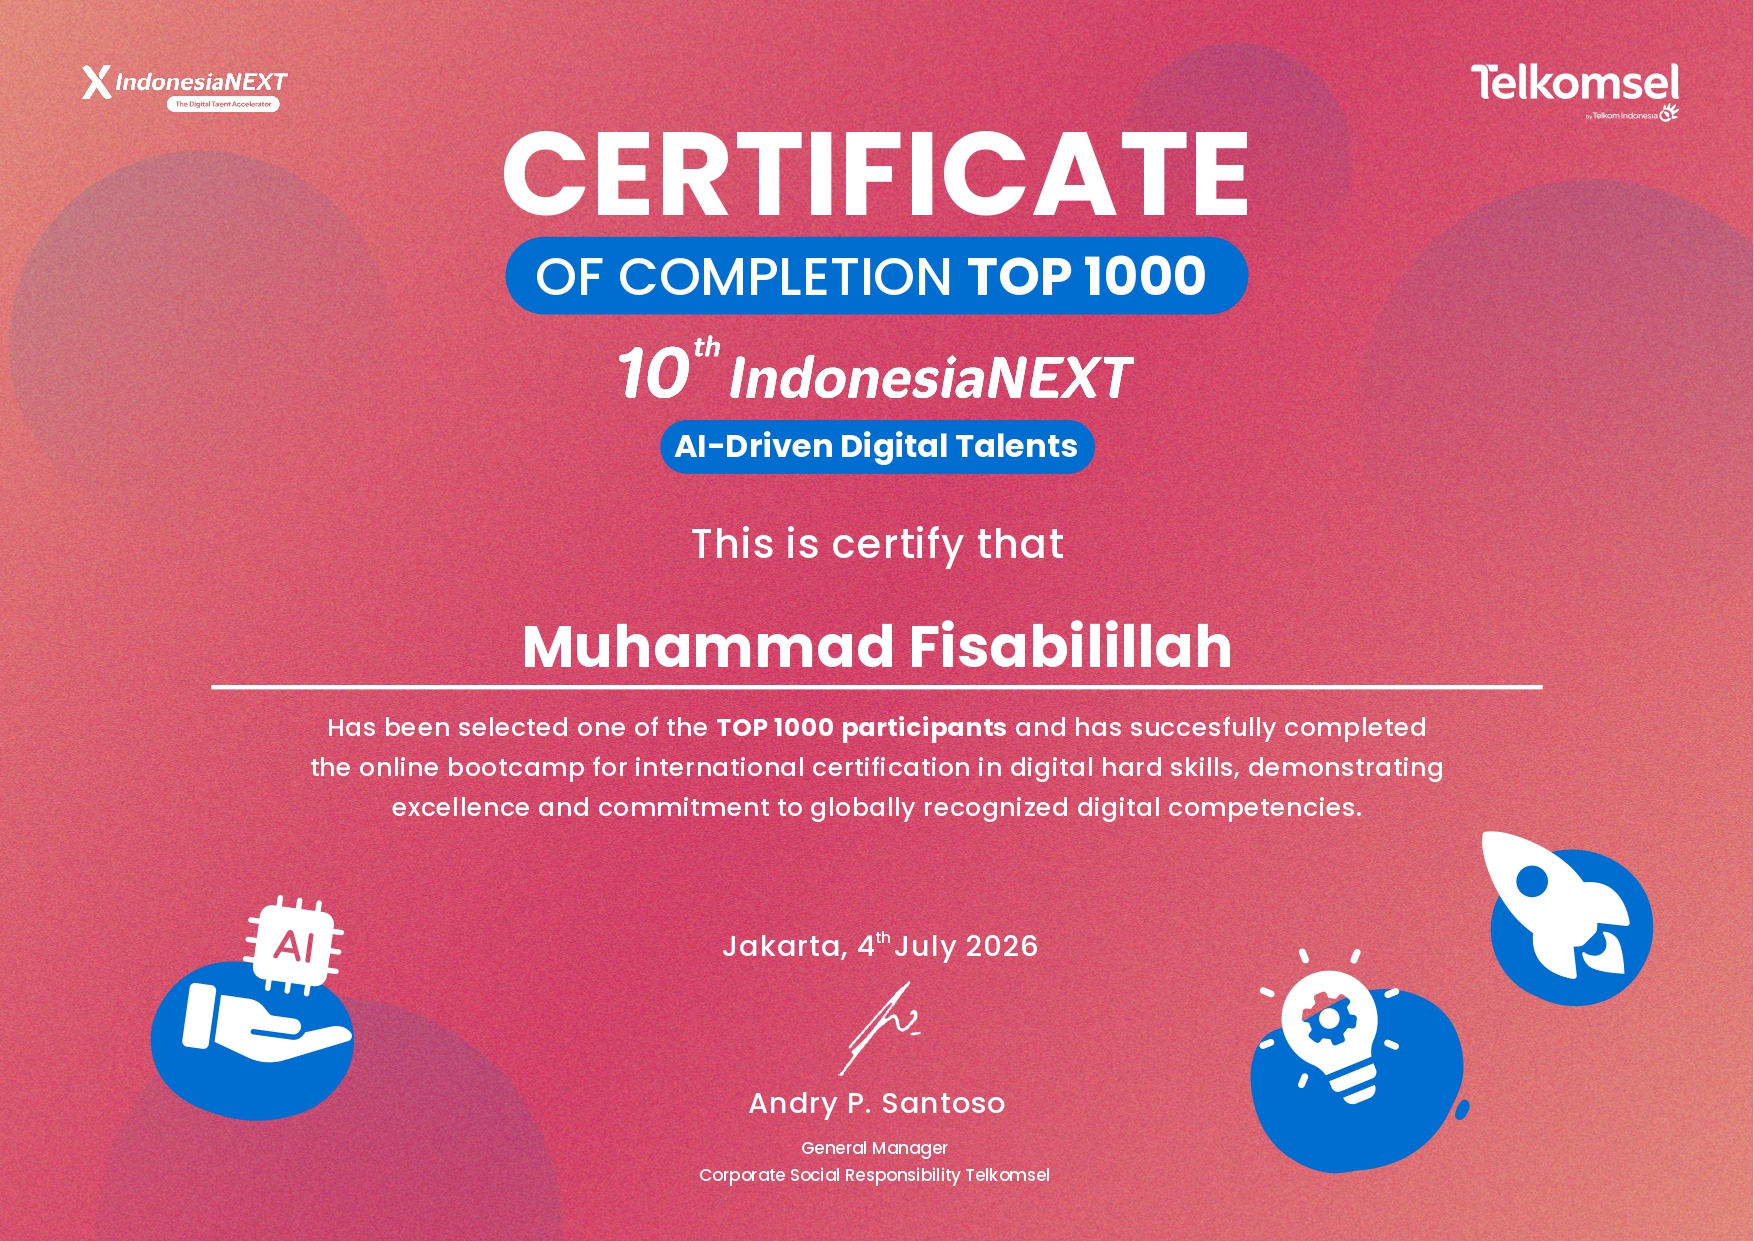 IndonesiaNEXT
The Digital Talent Accelerator
Telkomsel
by Telkom Indonesia
CERTIFICATE
OF COMPLETION TOP 1000
10th IndonesiaNEXT
AI-Driven Digital Talents
This is certify that
Muhammad Fisabilillah
Has been selected one of the TOP 1000 participants and has succesfully completed
the online bootcamp for international certification in digital hard skills, demonstrating
excellence and commitment to globally recognized digital competencies.
AI
Jakarta, 4th July 2026
Andry P. Santoso
General Manager
Corporate Social Responsibility Telkomsel